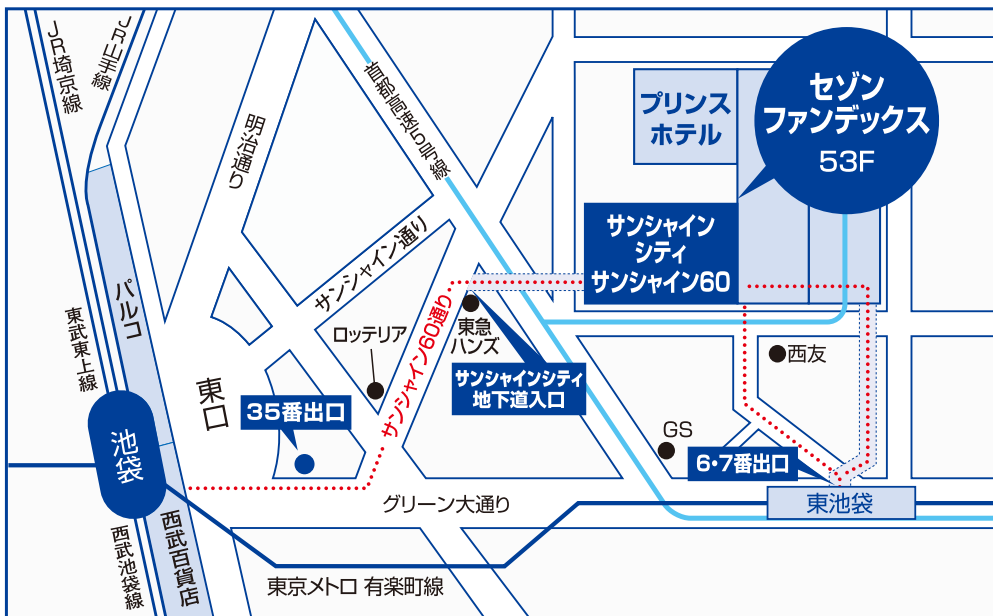 JR埼京線
JR山手線
明治通り
首都高速5号線
プリンス
ホテル
セゾン
ファンデックス
53F
サンシャイン
シティ
サンシャイン60
サンシャイン通り
パルコ
東武東上線
ロッテリア
サンシャイン60通り
東急
ハンズ
サンシャインシティ
地下道入口
西友
東口
35番出口
GS
6・7番出口
池袋
グリーン大通り
東池袋
西武池袋線
西武百貨店
東京メトロ 有楽町線